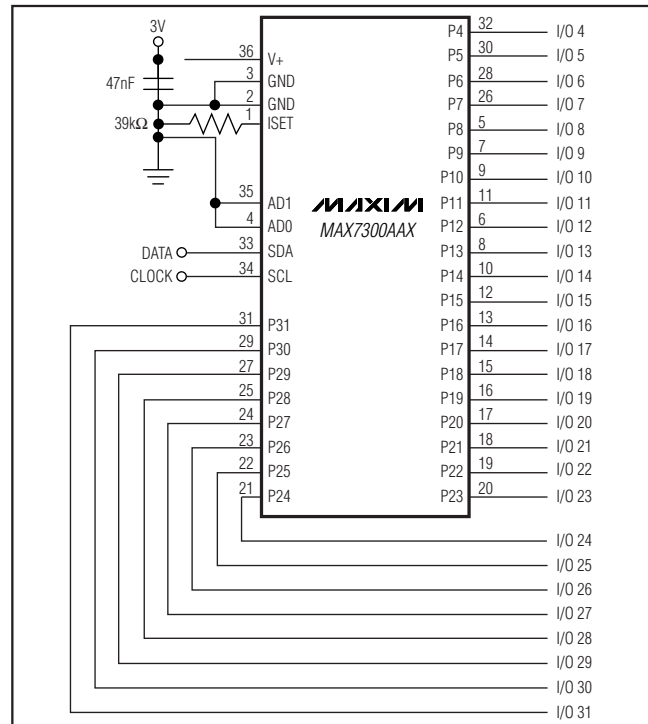 3V
47nF
39kΩ
36 V+
3 GND
2 GND
1 ISET
35 AD1
4 AD0
DATA 33 SDA
CLOCK 34 SCL
31 P31
29 P30
27 P29
25 P28
24 P27
23 P26
22 P25
21 P24
MAXIM
MAX7300AAX
P4 32 I/O 4
P5 30 I/O 5
P6 28 I/O 6
P7 26 I/O 7
P8 5 I/O 8
P9 7 I/O 9
P10 9 I/O 10
P11 11 I/O 11
P12 6 I/O 12
P13 8 I/O 13
P14 10 I/O 14
P15 12 I/O 15
P16 13 I/O 16
P17 14 I/O 17
P18 15 I/O 18
P19 16 I/O 19
P20 17 I/O 20
P21 18 I/O 21
P22 19 I/O 22
P23 20 I/O 23
I/O 24
I/O 25
I/O 26
I/O 27
I/O 28
I/O 29
I/O 30
I/O 31